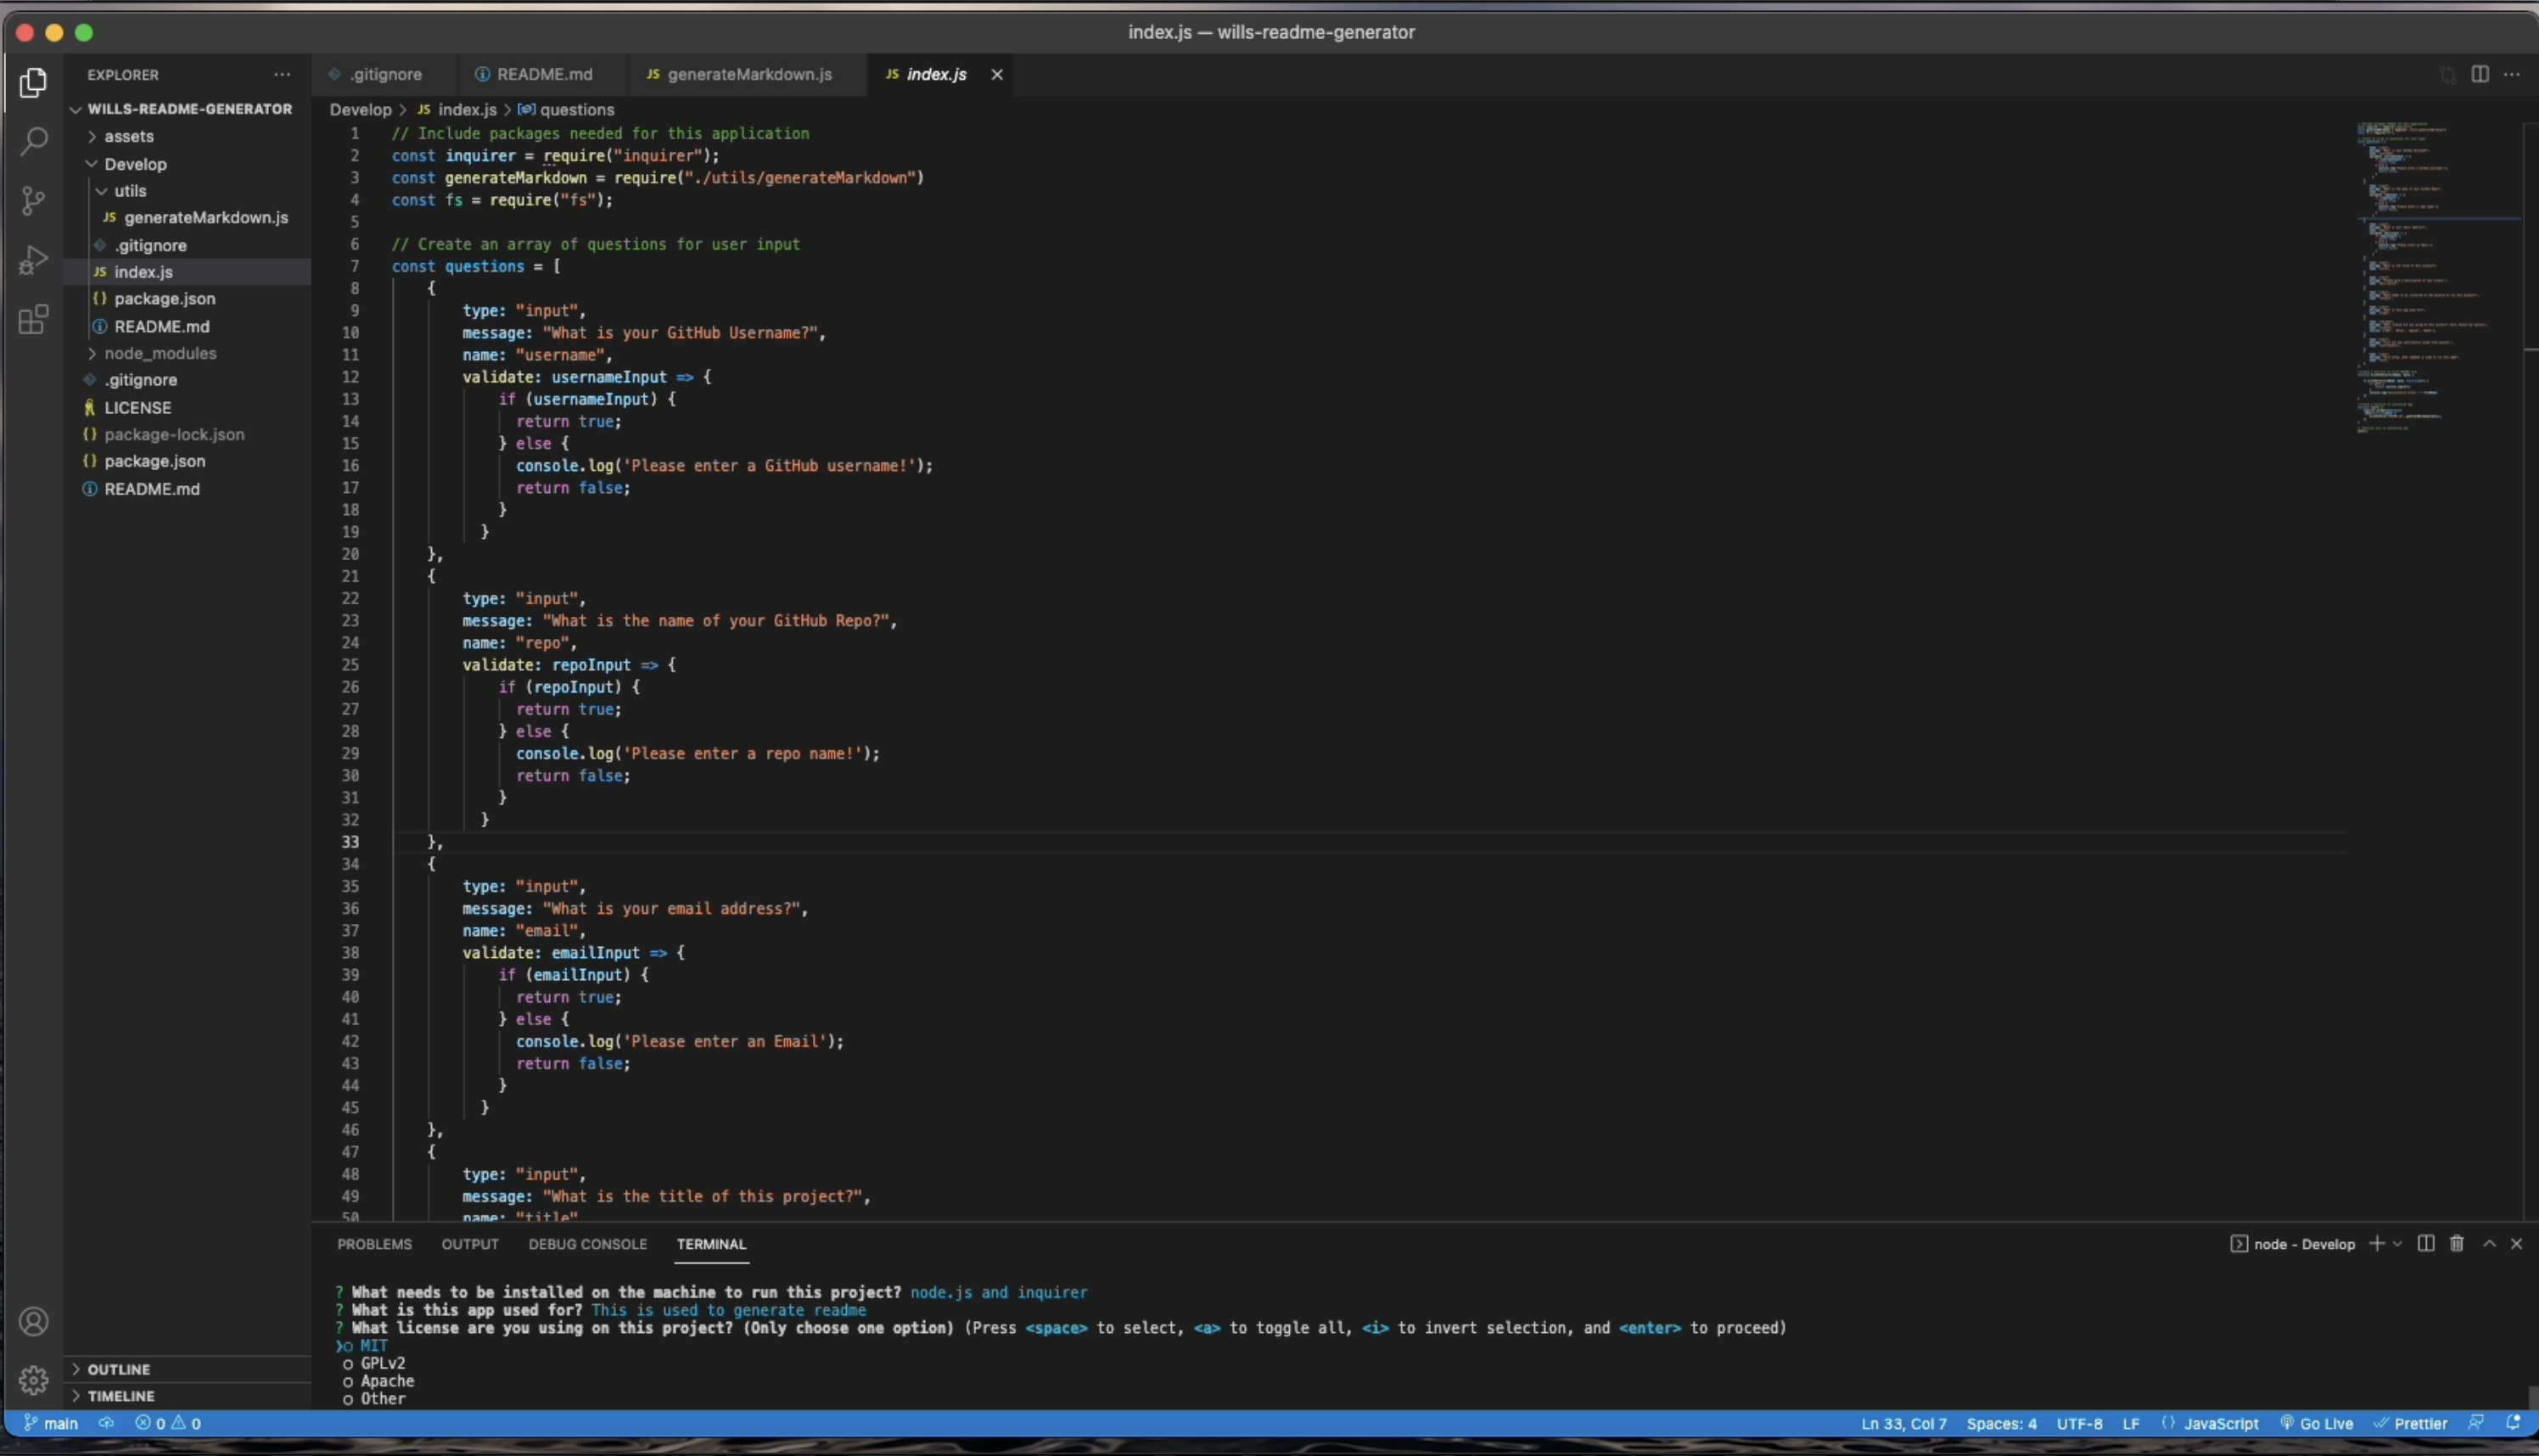 index.js — wills-readme-generator
EXPLORER
WILLS-README-GENERATOR
assets
Develop
utils
JS generateMarkdown.js
.gitignore
JS index.js
{} package.json
README.md
node_modules
.gitignore
LICENSE
{} package-lock.json
{} package.json
README.md
OUTLINE
TIMELINE
.gitignore
README.md
JS generateMarkdown.js
JS index.js
Develop > JS index.js > questions
1 // Include packages needed for this application
2 const inquirer = require("inquirer");
3 const generateMarkdown = require("./utils/generateMarkdown")
4 const fs = require("fs");
5
6 // Create an array of questions for user input
7 const questions = [
8 {
9 type: "input",
10 message: "What is your GitHub Username?",
11 name: "username",
12 validate: usernameInput => {
13 if (usernameInput) {
14 return true;
15 } else {
16 console.log('Please enter a GitHub username!');
17 return false;
18 }
19 }
20 },
21 {
22 type: "input",
23 message: "What is the name of your GitHub Repo?",
24 name: "repo",
25 validate: repoInput => {
26 if (repoInput) {
27 return true;
28 } else {
29 console.log('Please enter a repo name!');
30 return false;
31 }
32 }
33 },
34 {
35 type: "input",
36 message: "What is your email address?",
37 name: "email",
38 validate: emailInput => {
39 if (emailInput) {
40 return true;
41 } else {
42 console.log('Please enter an Email');
43 return false;
44 }
45 }
46 },
47 {
48 type: "input",
49 message: "What is the title of this project?",
50 name: "title"
PROBLEMS OUTPUT DEBUG CONSOLE TERMINAL
node - Develop
? What needs to be installed on the machine to run this project? node.js and inquirer
? What is this app used for? This is used to generate readme
? What license are you using on this project? (Only choose one option) (Press <space> to select, <a> to toggle all, <i> to invert selection, and <enter> to proceed)
❯○ MIT
○ GPLv2
○ Apache
○ Other
main 0 0
Ln 33, Col 7 Spaces: 4 UTF-8 LF {} JavaScript Go Live Prettier